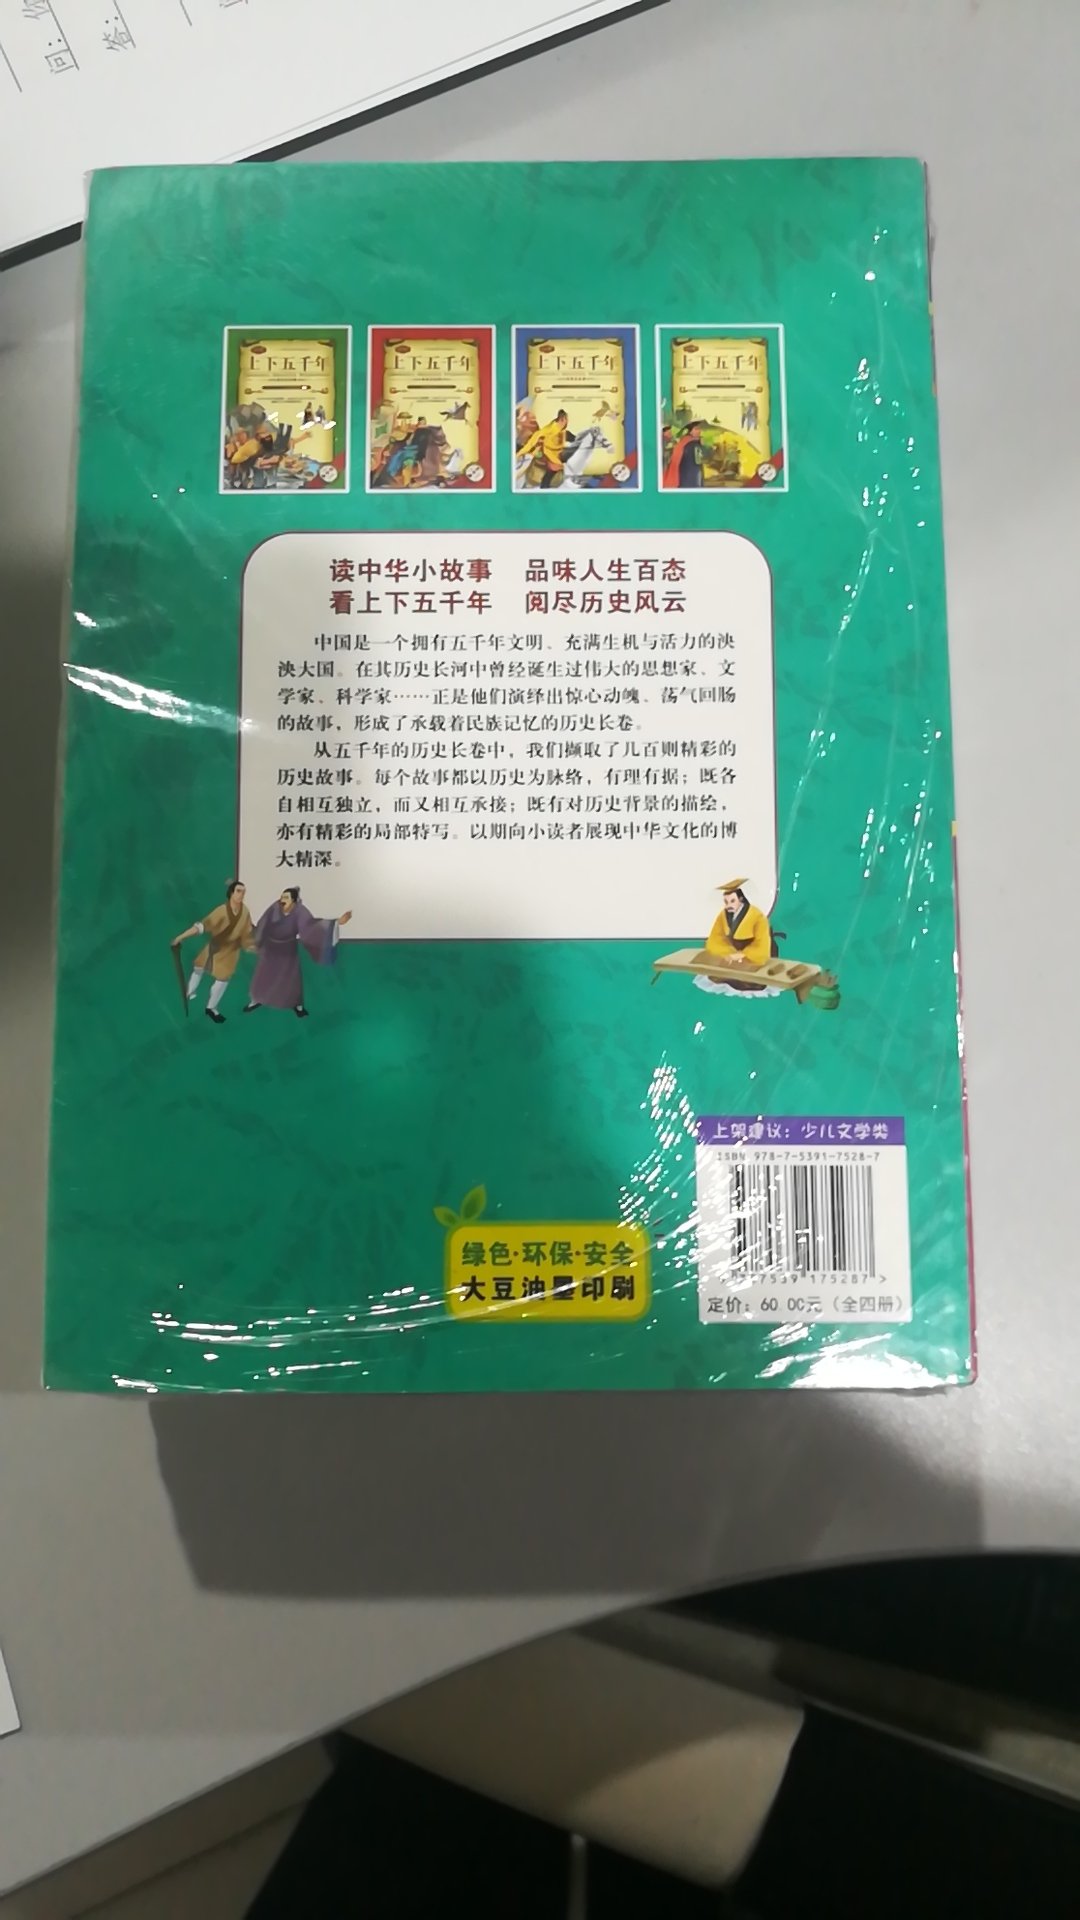 问：你
答：
上下五千年
上下五千年
上下五千年
上下五千年
读中华小故事 品味人生百态
看上下五千年 阅尽历史风云
中国是一个拥有五千年文明、充满生机与活力的泱
泱大国。在其历史长河中曾经诞生过伟大的思想家、文
学家、科学家……正是他们演绎出惊心动魄、荡气回肠
的故事，形成了承载着民族记忆的历史长卷。
从五千年的历史长卷中，我们撷取了几百则精彩的
历史故事。每个故事都以历史为脉络，有理有据；既各
自相互独立，而又相互承接；既有对历史背景的描绘，
亦有精彩的局部特写。以期向小读者展现中华文化的博
大精深。
上架建议：少儿文学类
ISBN 978-7-5391-7528-7
绿色·环保·安全
大豆油墨印刷
7539 175287 >
定价：60.00元（全四册）